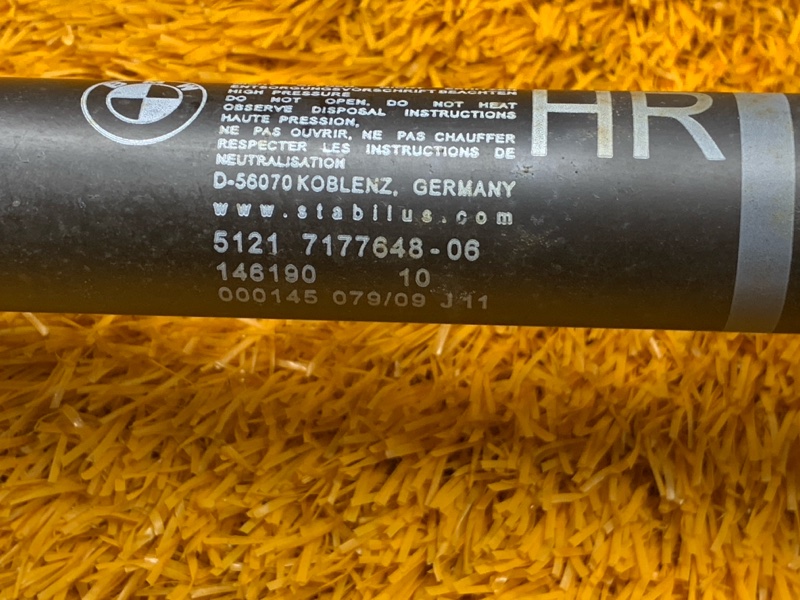 ENTSORGUNGSVORSCHRIFT BEACHTEN
HIGH PRESSURE
DO NOT OPEN, DO NOT HEAT
OBSERVE DISPOSAL INSTRUCTIONS
HAUTE PRESSION,
NE PAS OUVRIR, NE PAS CHAUFFER
RESPECTER LES INSTRUCTIONS DE
NEUTRALISATION
D-56070 KOBLENZ, GERMANY
www.stabilus.com
5121 7177648-06
146190 10
000145 079/09 J11
HR